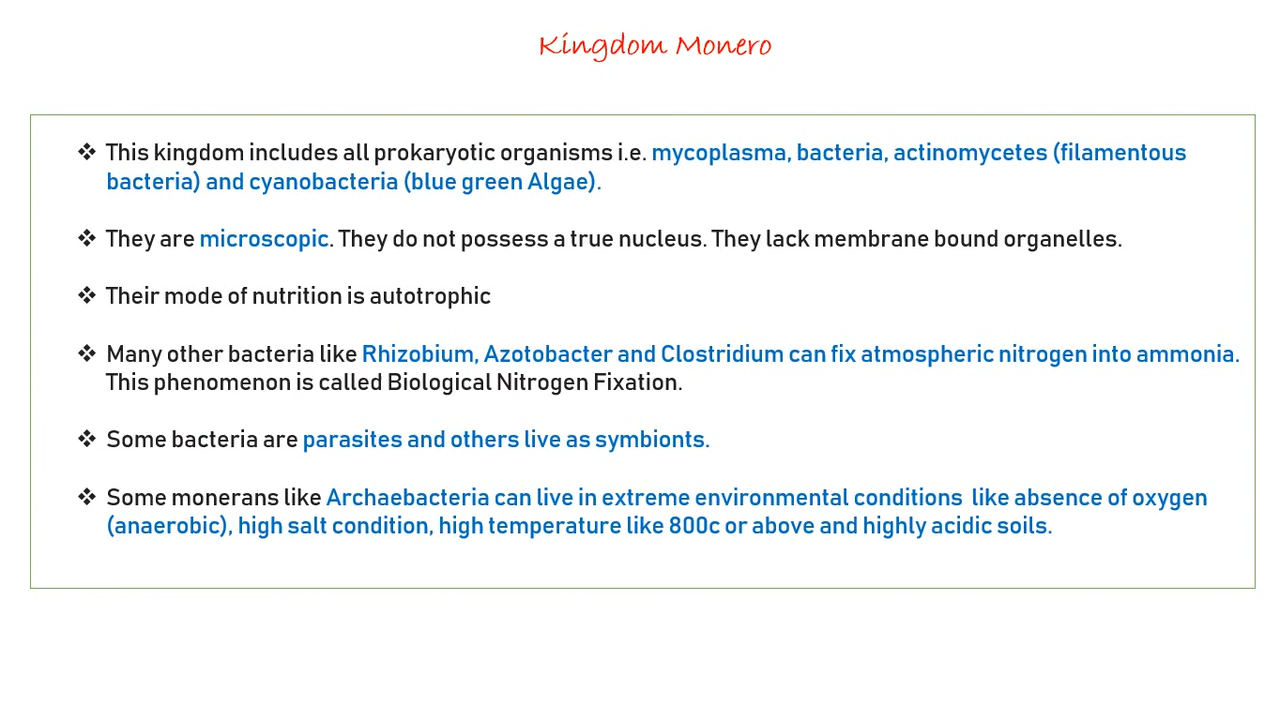 Kingdom Monero
❖ This kingdom includes all prokaryotic organisms i.e. mycoplasma, bacteria, actinomycetes (filamentous
bacteria) and cyanobacteria (blue green Algae).
❖ They are microscopic. They do not possess a true nucleus. They lack membrane bound organelles.
❖ Their mode of nutrition is autotrophic
❖ Many other bacteria like Rhizobium, Azotobacter and Clostridium can fix atmospheric nitrogen into ammonia.
This phenomenon is called Biological Nitrogen Fixation.
❖ Some bacteria are parasites and others live as symbionts.
❖ Some monerans like Archaebacteria can live in extreme environmental conditions  like absence of oxygen
(anaerobic), high salt condition, high temperature like 800c or above and highly acidic soils.